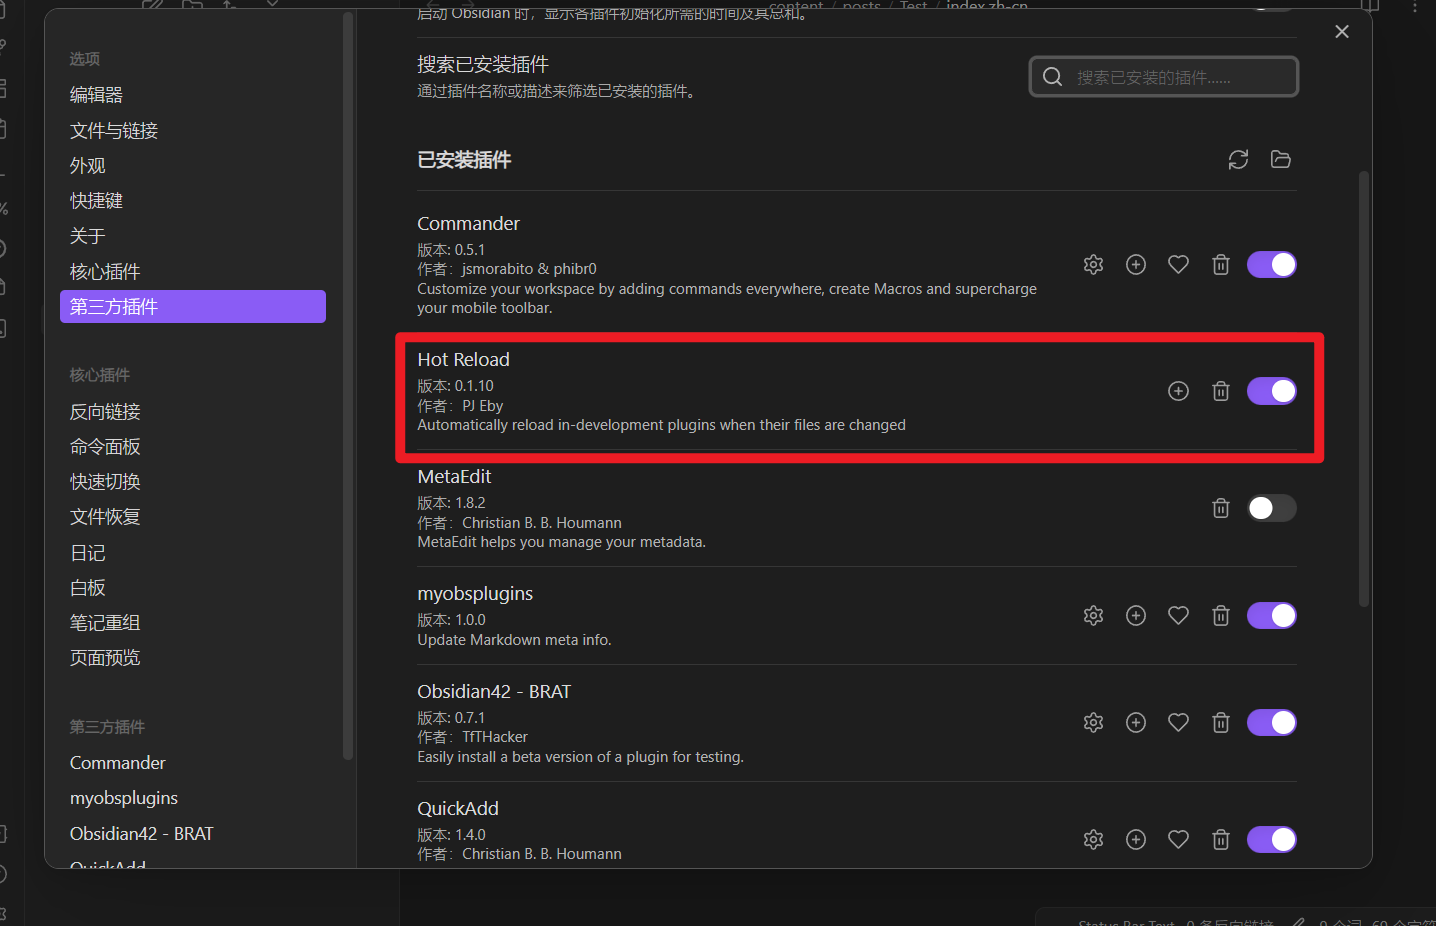 content / posts / Test / index.zh-cn
启动 Obsidian 时，显示各插件初始化所需的时间及其总和。
选项
编辑器
文件与链接
外观
快捷键
关于
核心插件
第三方插件
核心插件
反向链接
命令面板
快速切换
文件恢复
日记
白板
笔记重组
页面预览
第三方插件
Commander
myobsplugins
Obsidian42 - BRAT
QuickAdd
搜索已安装插件
通过插件名称或描述来筛选已安装的插件。
搜索已安装的插件......
已安装插件
Commander
版本: 0.5.1
作者：jsmorabito & phibr0
Customize your workspace by adding commands everywhere, create Macros and supercharge
your mobile toolbar.
Hot Reload
版本: 0.1.10
作者：PJ Eby
Automatically reload in-development plugins when their files are changed
MetaEdit
版本: 1.8.2
作者：Christian B. B. Houmann
MetaEdit helps you manage your metadata.
myobsplugins
版本: 1.0.0
Update Markdown meta info.
Obsidian42 - BRAT
版本: 0.7.1
作者：TfTHacker
Easily install a beta version of a plugin for testing.
QuickAdd
版本: 1.4.0
作者：Christian B. B. Houmann
Status Bar Text 0 条反向链接 0 个词 60 个字符